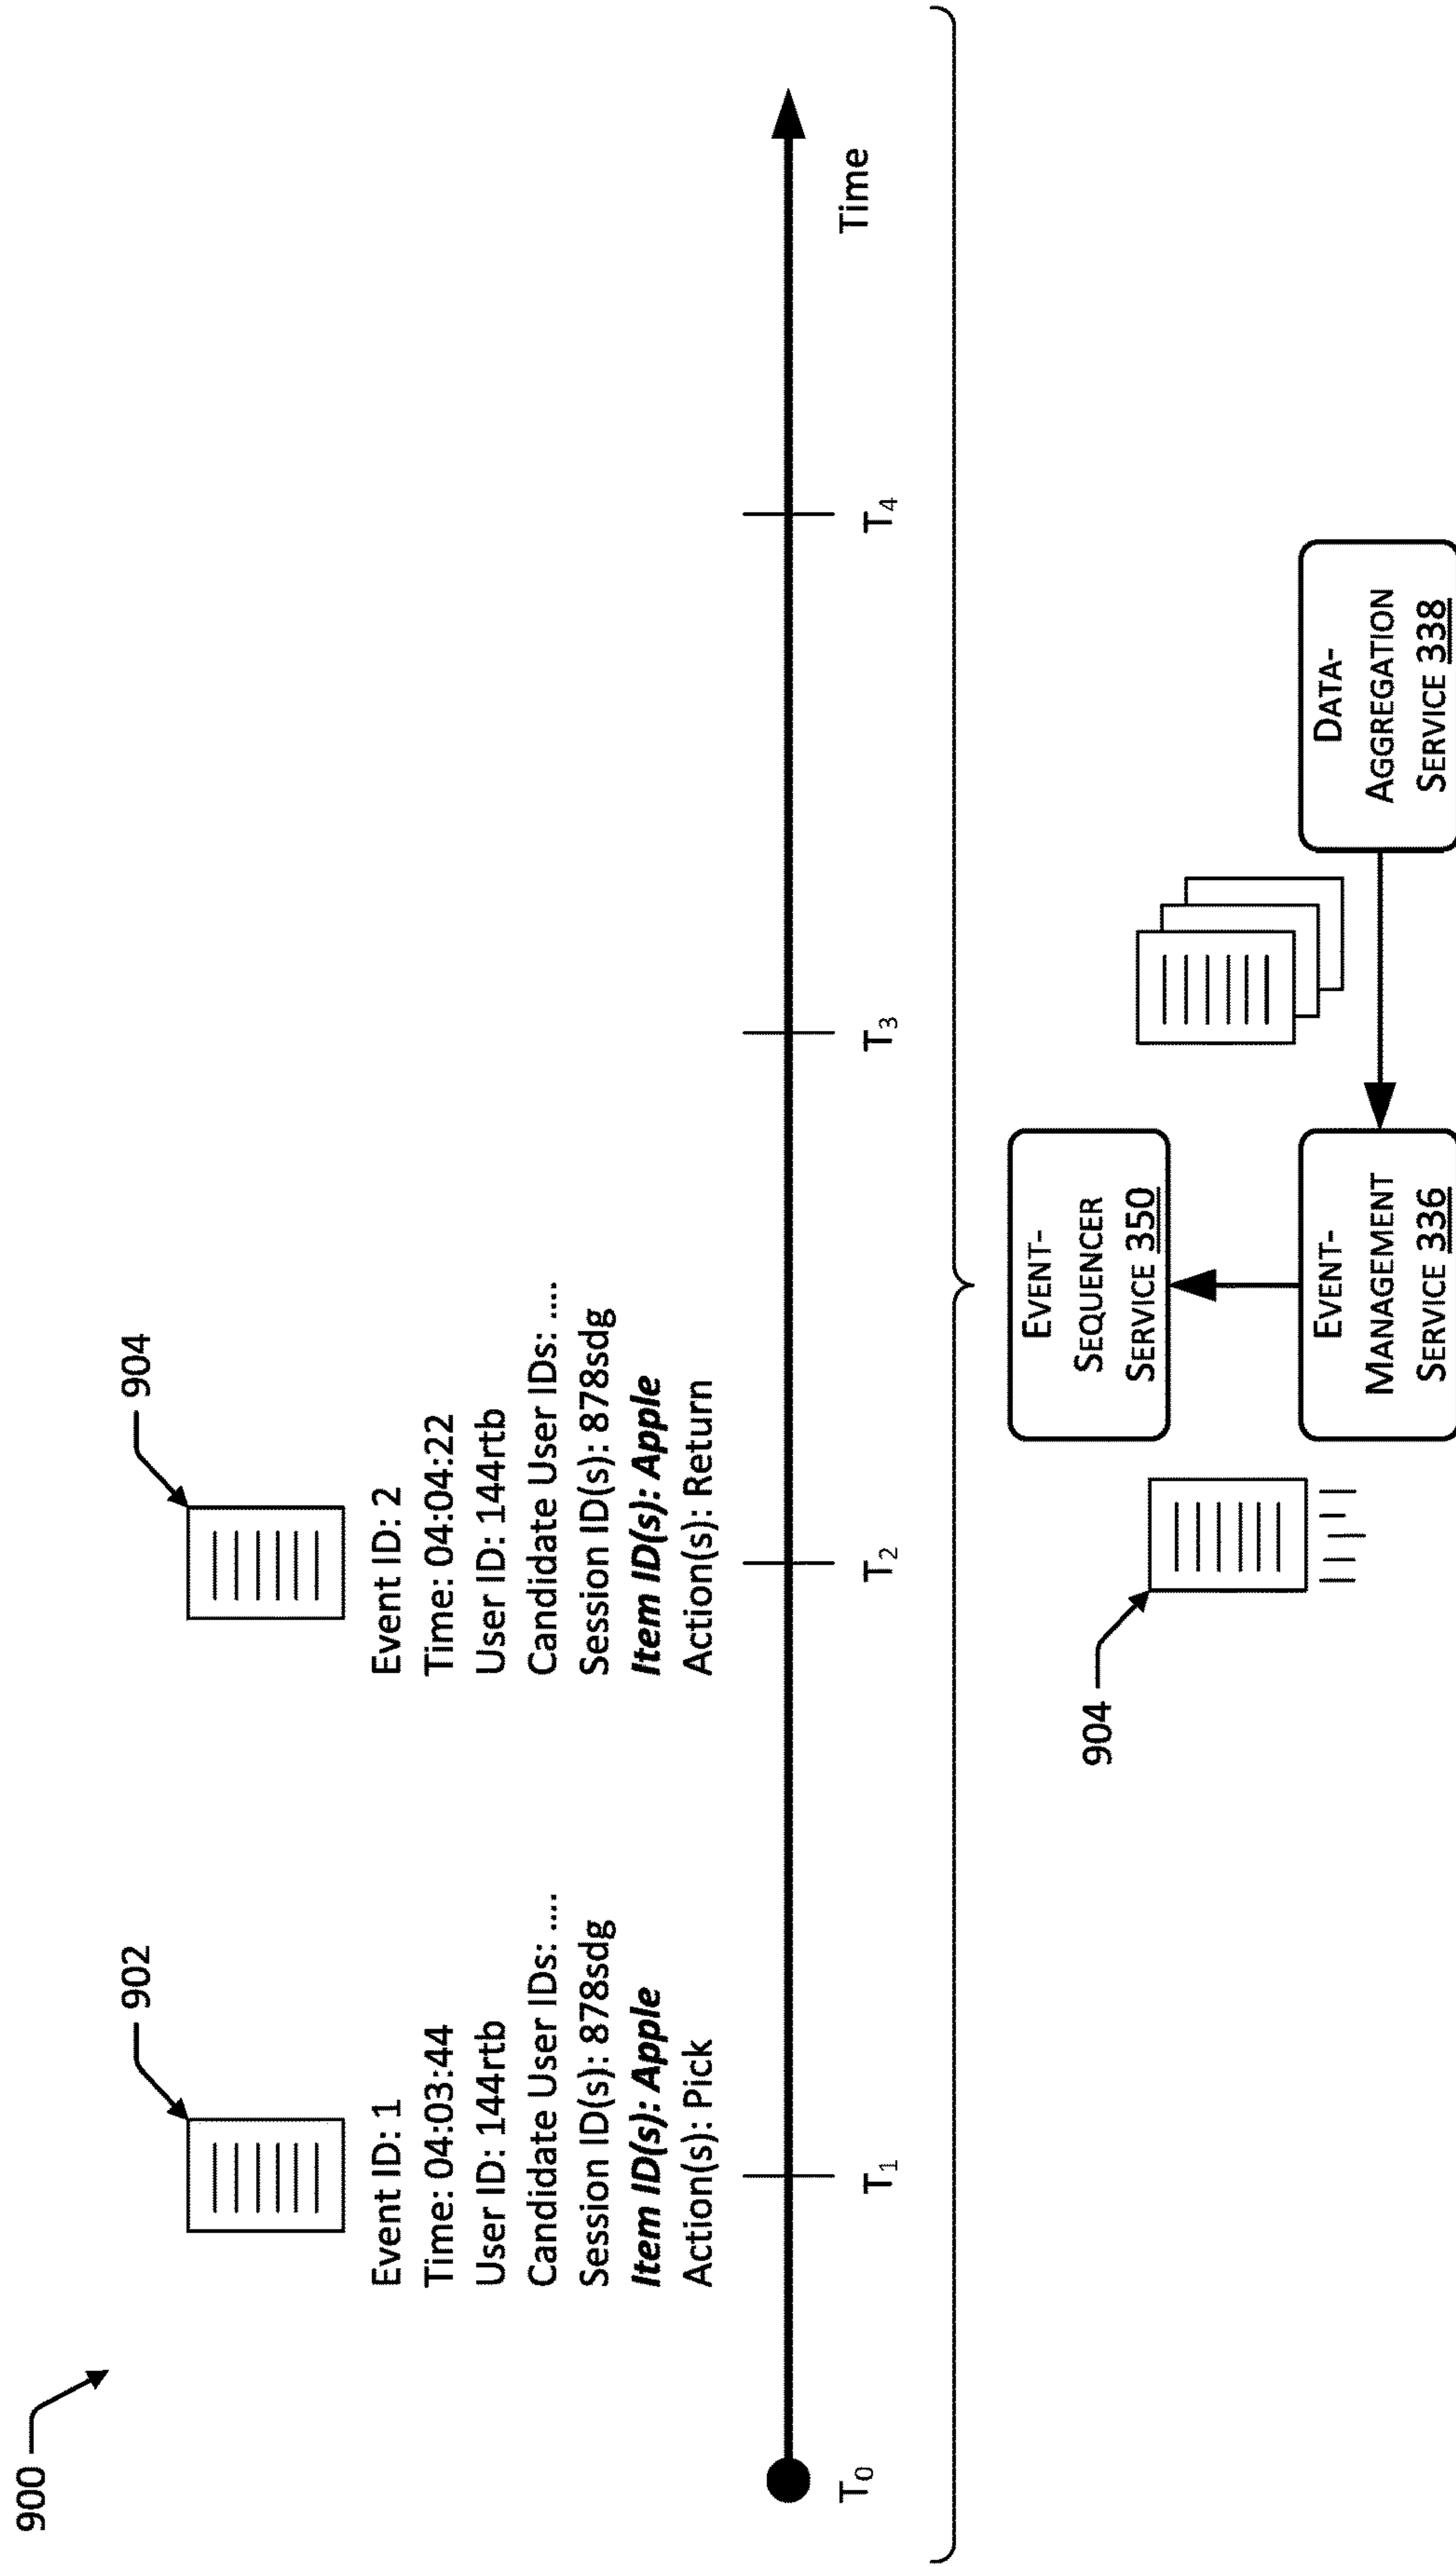 900
902
Event ID: 1
Time: 04:03:44
User ID: 144rtb
Candidate User IDs: ....
Session ID(s): 878sdg
Item ID(s): Apple
Action(s): Pick
904
Event ID: 2
Time: 04:04:22
User ID: 144rtb
Candidate User IDs: ....
Session ID(s): 878sdg
Item ID(s): Apple
Action(s): Return
T0
T1
T2
T3
T4
Time
904
EVENT-
SEQUENCER
SERVICE 350
EVENT-
MANAGEMENT
SERVICE 336
DATA-
AGGREGATION
SERVICE 338